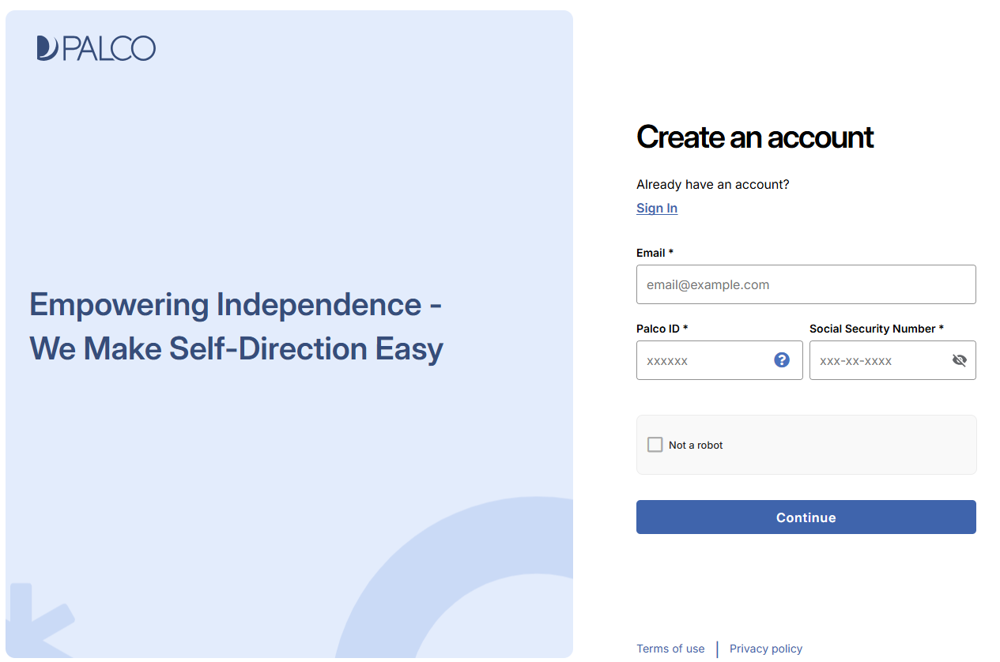 PALCO
Empowering Independence -
We Make Self-Direction Easy
Create an account
Already have an account?
Sign In
Email *
email@example.com
Palco ID * Social Security Number *
xxxxxx ? xxx-xx-xxxx
Not a robot
Continue
Terms of use | Privacy policy